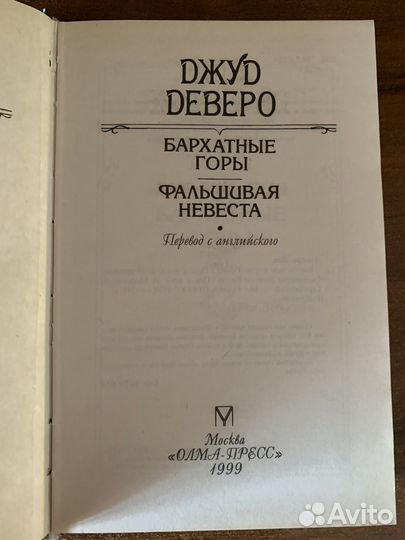 ДЖУД
ДЕВЕРО
БАРХАТНЫЕ
ГОРЫ
ФАЛЬШИВАЯ
НЕВЕСТА
Перевод с английского
Москва
«ОЛМА-ПРЕСС»
1999
Avito